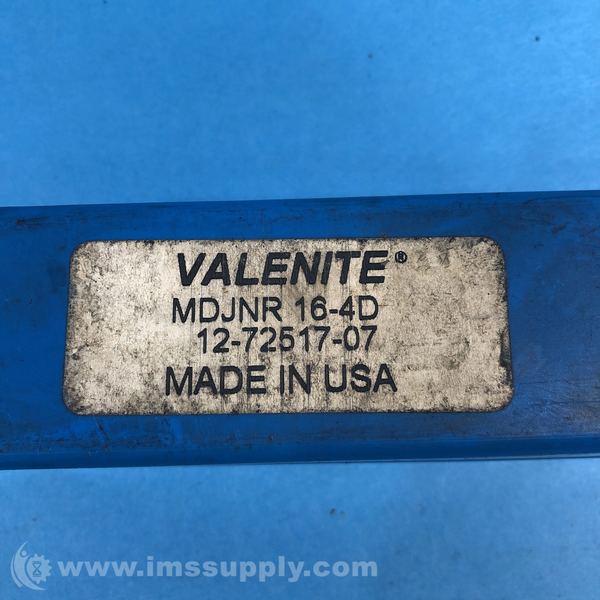 VALENITE®
MDJNR 16-4D
12-72517-07
MADE IN USA
www.imssupply.com